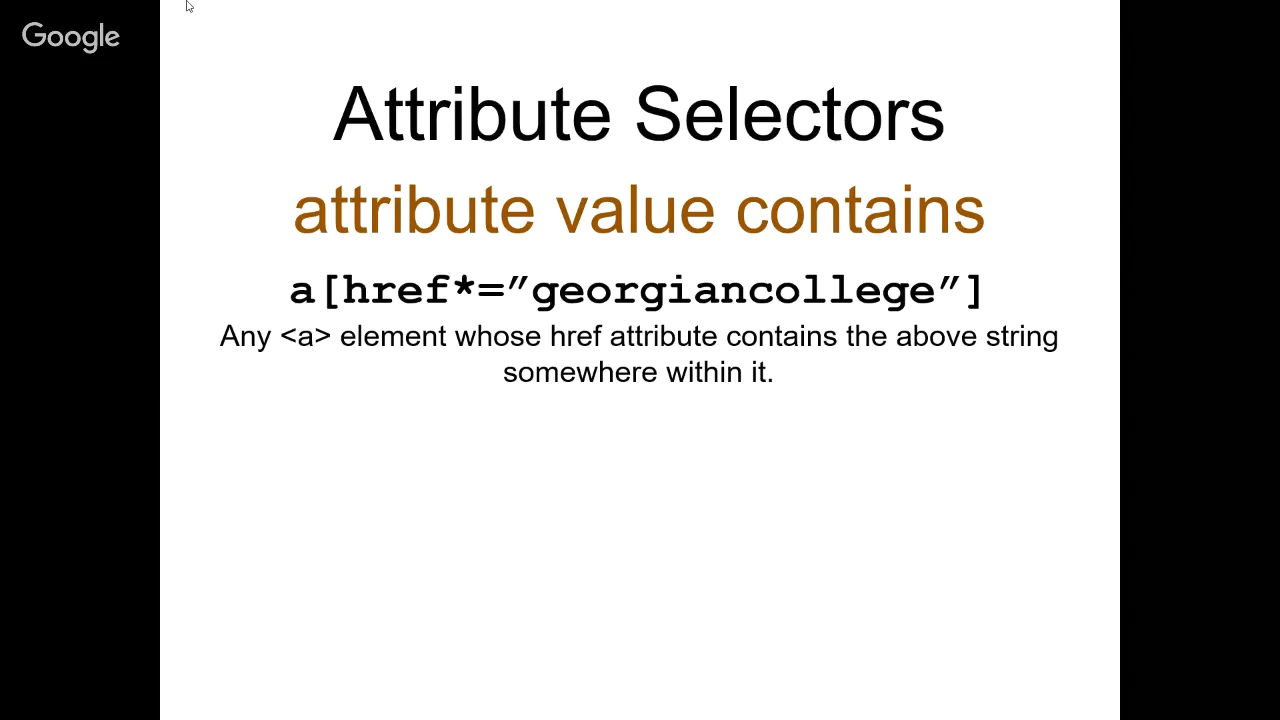 Google
Attribute Selectors
attribute value contains
a[href*=”georgiancollege”]
Any <a> element whose href attribute contains the above string
somewhere within it.